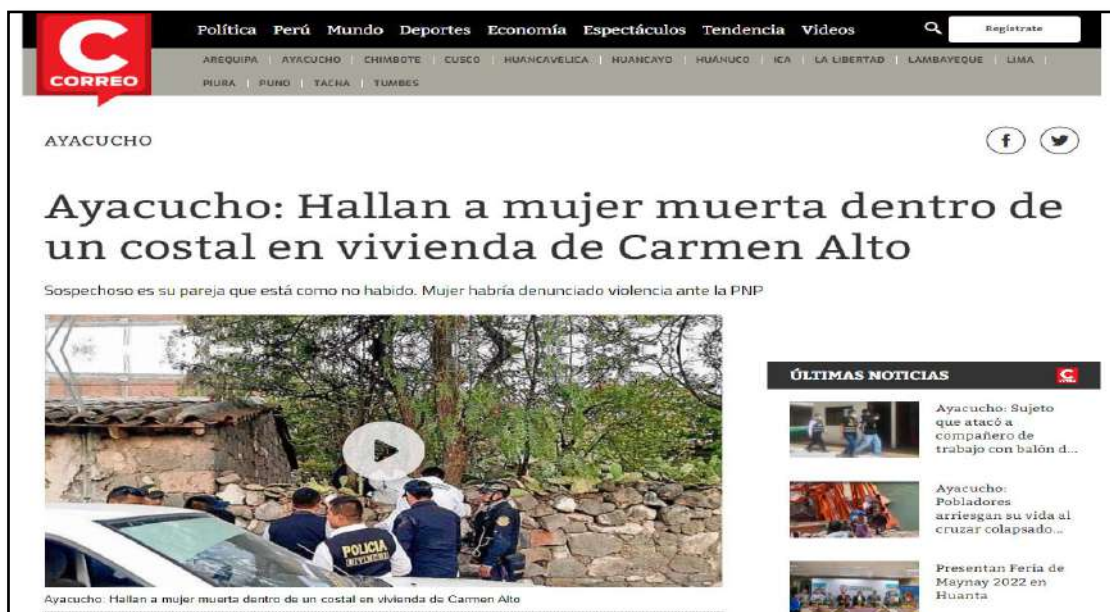 Política Perú Mundo Deportes Economía Espectáculos Tendencia Videos
Regístrate
AREQUIPA | AYACUCHO | CHIMBOTE | CUSCO | HUANCAVELICA | HUANCAYO | HUÁNUCO | ICA | LA LIBERTAD | LAMBAYEQUE | LIMA |
PIURA | PUNO | TACNA | TUMBES
C
CORREO
AYACUCHO
Ayacucho: Hallan a mujer muerta dentro de
un costal en vivienda de Carmen Alto
Sospechoso es su pareja que está como no habido. Mujer habría denunciado violencia ante la PNP
POLICIA
Ayacucho: Hallan a mujer muerta dentro de un costal en vivienda de Carmen Alto
ÚLTIMAS NOTICIAS
Ayacucho: Sujeto
que atacó a
compañero de
trabajo con balón d...
Ayacucho:
Pobladores
arriesgan su vida al
cruzar colapsado...
Presentan Feria de
Maynay 2022 en
Huanta